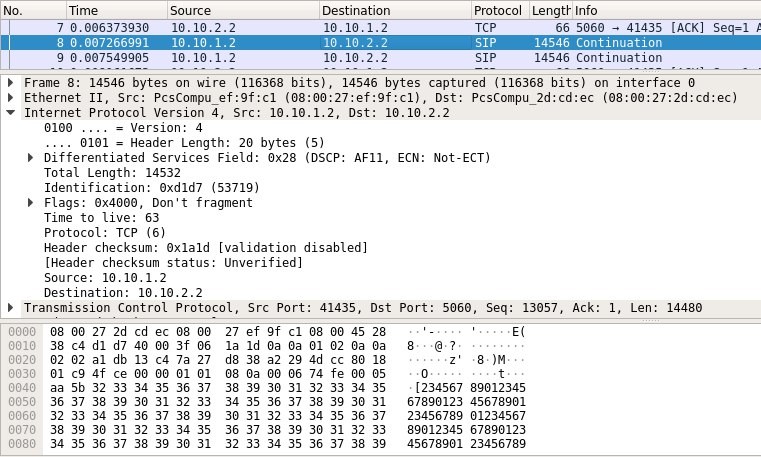 No. Time Source Destination Protocol Length Info
7 0.006373930 10.10.2.2 10.10.1.2 TCP 66 5060 → 41435 [ACK] Seq=1 A
8 0.007266991 10.10.1.2 10.10.2.2 SIP 14546 Continuation
9 0.007549905 10.10.1.2 10.10.2.2 SIP 14546 Continuation
Frame 8: 14546 bytes on wire (116368 bits), 14546 bytes captured (116368 bits) on interface 0
Ethernet II, Src: PcsCompu_ef:9f:c1 (08:00:27:ef:9f:c1), Dst: PcsCompu_2d:cd:ec (08:00:27:2d:cd:ec)
Internet Protocol Version 4, Src: 10.10.1.2, Dst: 10.10.2.2
0100 .... = Version: 4
.... 0101 = Header Length: 20 bytes (5)
Differentiated Services Field: 0x28 (DSCP: AF11, ECN: Not-ECT)
Total Length: 14532
Identification: 0xd1d7 (53719)
Flags: 0x4000, Don't fragment
Time to live: 63
Protocol: TCP (6)
Header checksum: 0x1a1d [validation disabled]
[Header checksum status: Unverified]
Source: 10.10.1.2
Destination: 10.10.2.2
Transmission Control Protocol, Src Port: 41435, Dst Port: 5060, Seq: 13057, Ack: 1, Len: 14480
0000 08 00 27 2d cd ec 08 00 27 ef 9f c1 08 00 45 28 ··'-···· '·····E(
0010 38 c4 d1 d7 40 00 3f 06 1a 1d 0a 0a 01 02 0a 0a 8···@·?· ········
0020 02 02 a1 db 13 c4 7a 27 d8 38 a2 29 4d cc 80 18 ······z' ·8·)M···
0030 01 c9 4f ce 00 00 01 01 08 0a 00 06 74 fe 00 05 ··O····· ····t···
0040 aa 5b 32 33 34 35 36 37 38 39 30 31 32 33 34 35 ·[234567 89012345
0050 36 37 38 39 30 31 32 33 34 35 36 37 38 39 30 31 67890123 45678901
0060 32 33 34 35 36 37 38 39 30 31 32 33 34 35 36 37 23456789 01234567
0070 38 39 30 31 32 33 34 35 36 37 38 39 30 31 32 33 89012345 67890123
0080 34 35 36 37 38 39 30 31 32 33 34 35 36 37 38 39 45678901 23456789